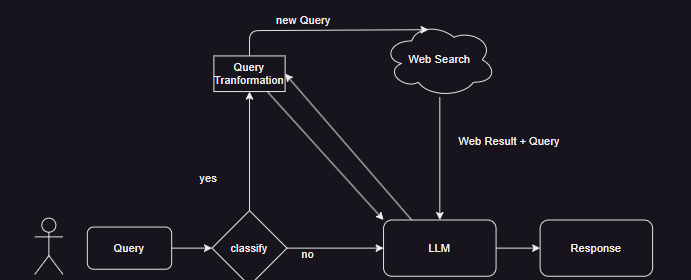 new Query
Query
Tranformation
Web Search
Web Result + Query
yes
Query
classify
no
LLM
Response